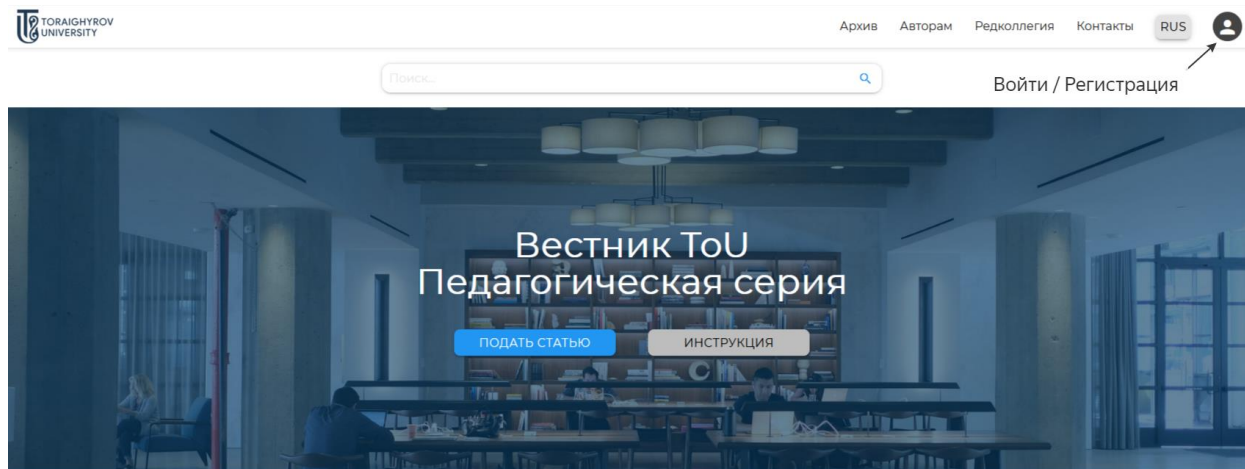 TORAIGHYROV
UNIVERSITY
Архив Авторам Редколлегия Контакты RUS
Поиск...
Войти / Регистрация
Вестник ToU
Педагогическая серия
ПОДАТЬ СТАТЬЮ ИНСТРУКЦИЯ